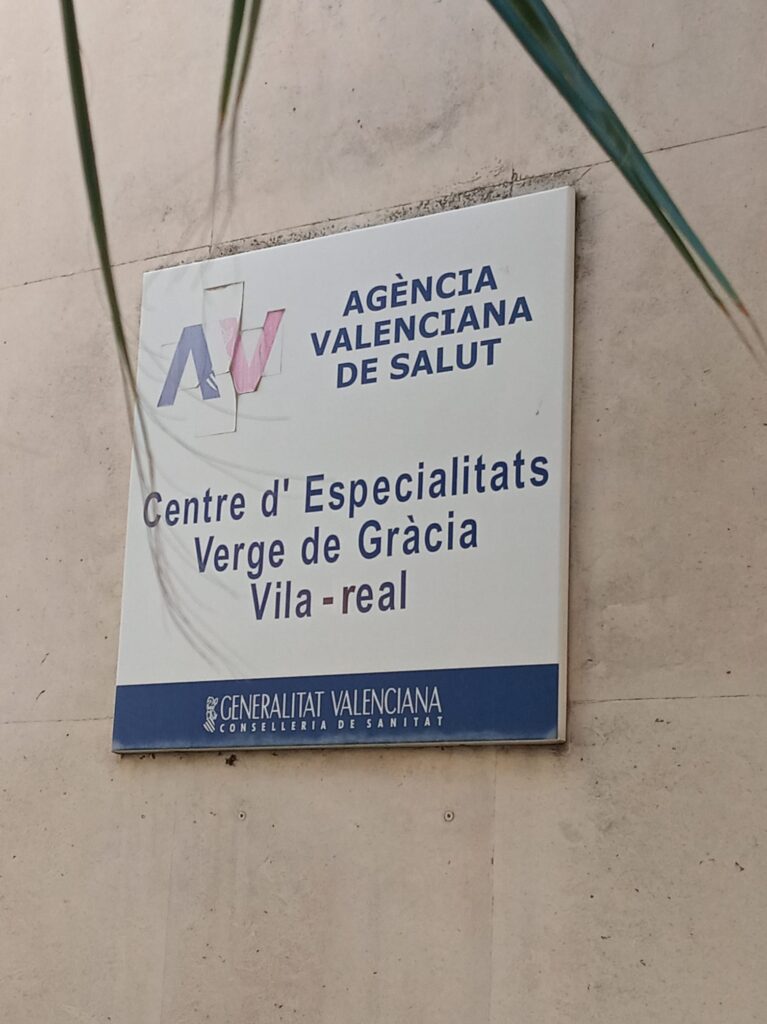 AV
AGÈNCIA
VALENCIANA
DE SALUT
Centre d' Especialitats
Verge de Gràcia
Vila-real
GENERALITAT VALENCIANA
CONSELLERIA DE SANITAT